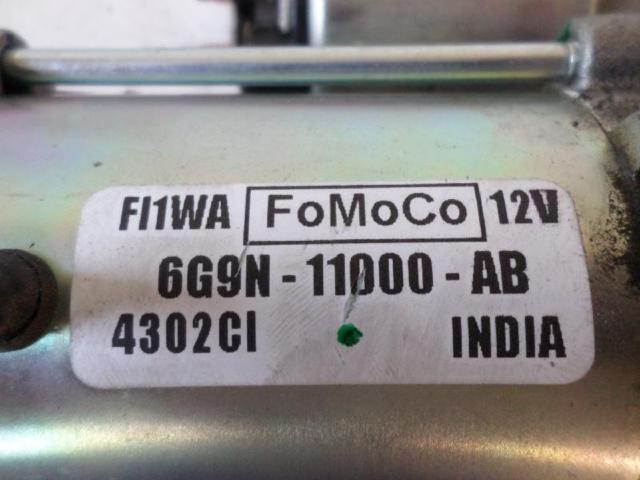 FI1WA FoMoCo 12V
6G9N - 11000 - AB
4302CI INDIA